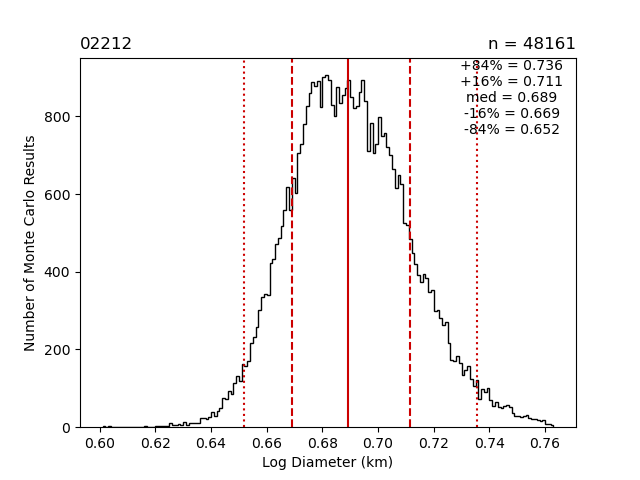 02212
n = 48161
+84% = 0.736
+16% = 0.711
med = 0.689
-16% = 0.669
-84% = 0.652
Number of Monte Carlo Results
800
600
400
200
0
0.60 0.62 0.64 0.66 0.68 0.70 0.72 0.74 0.76
Log Diameter (km)